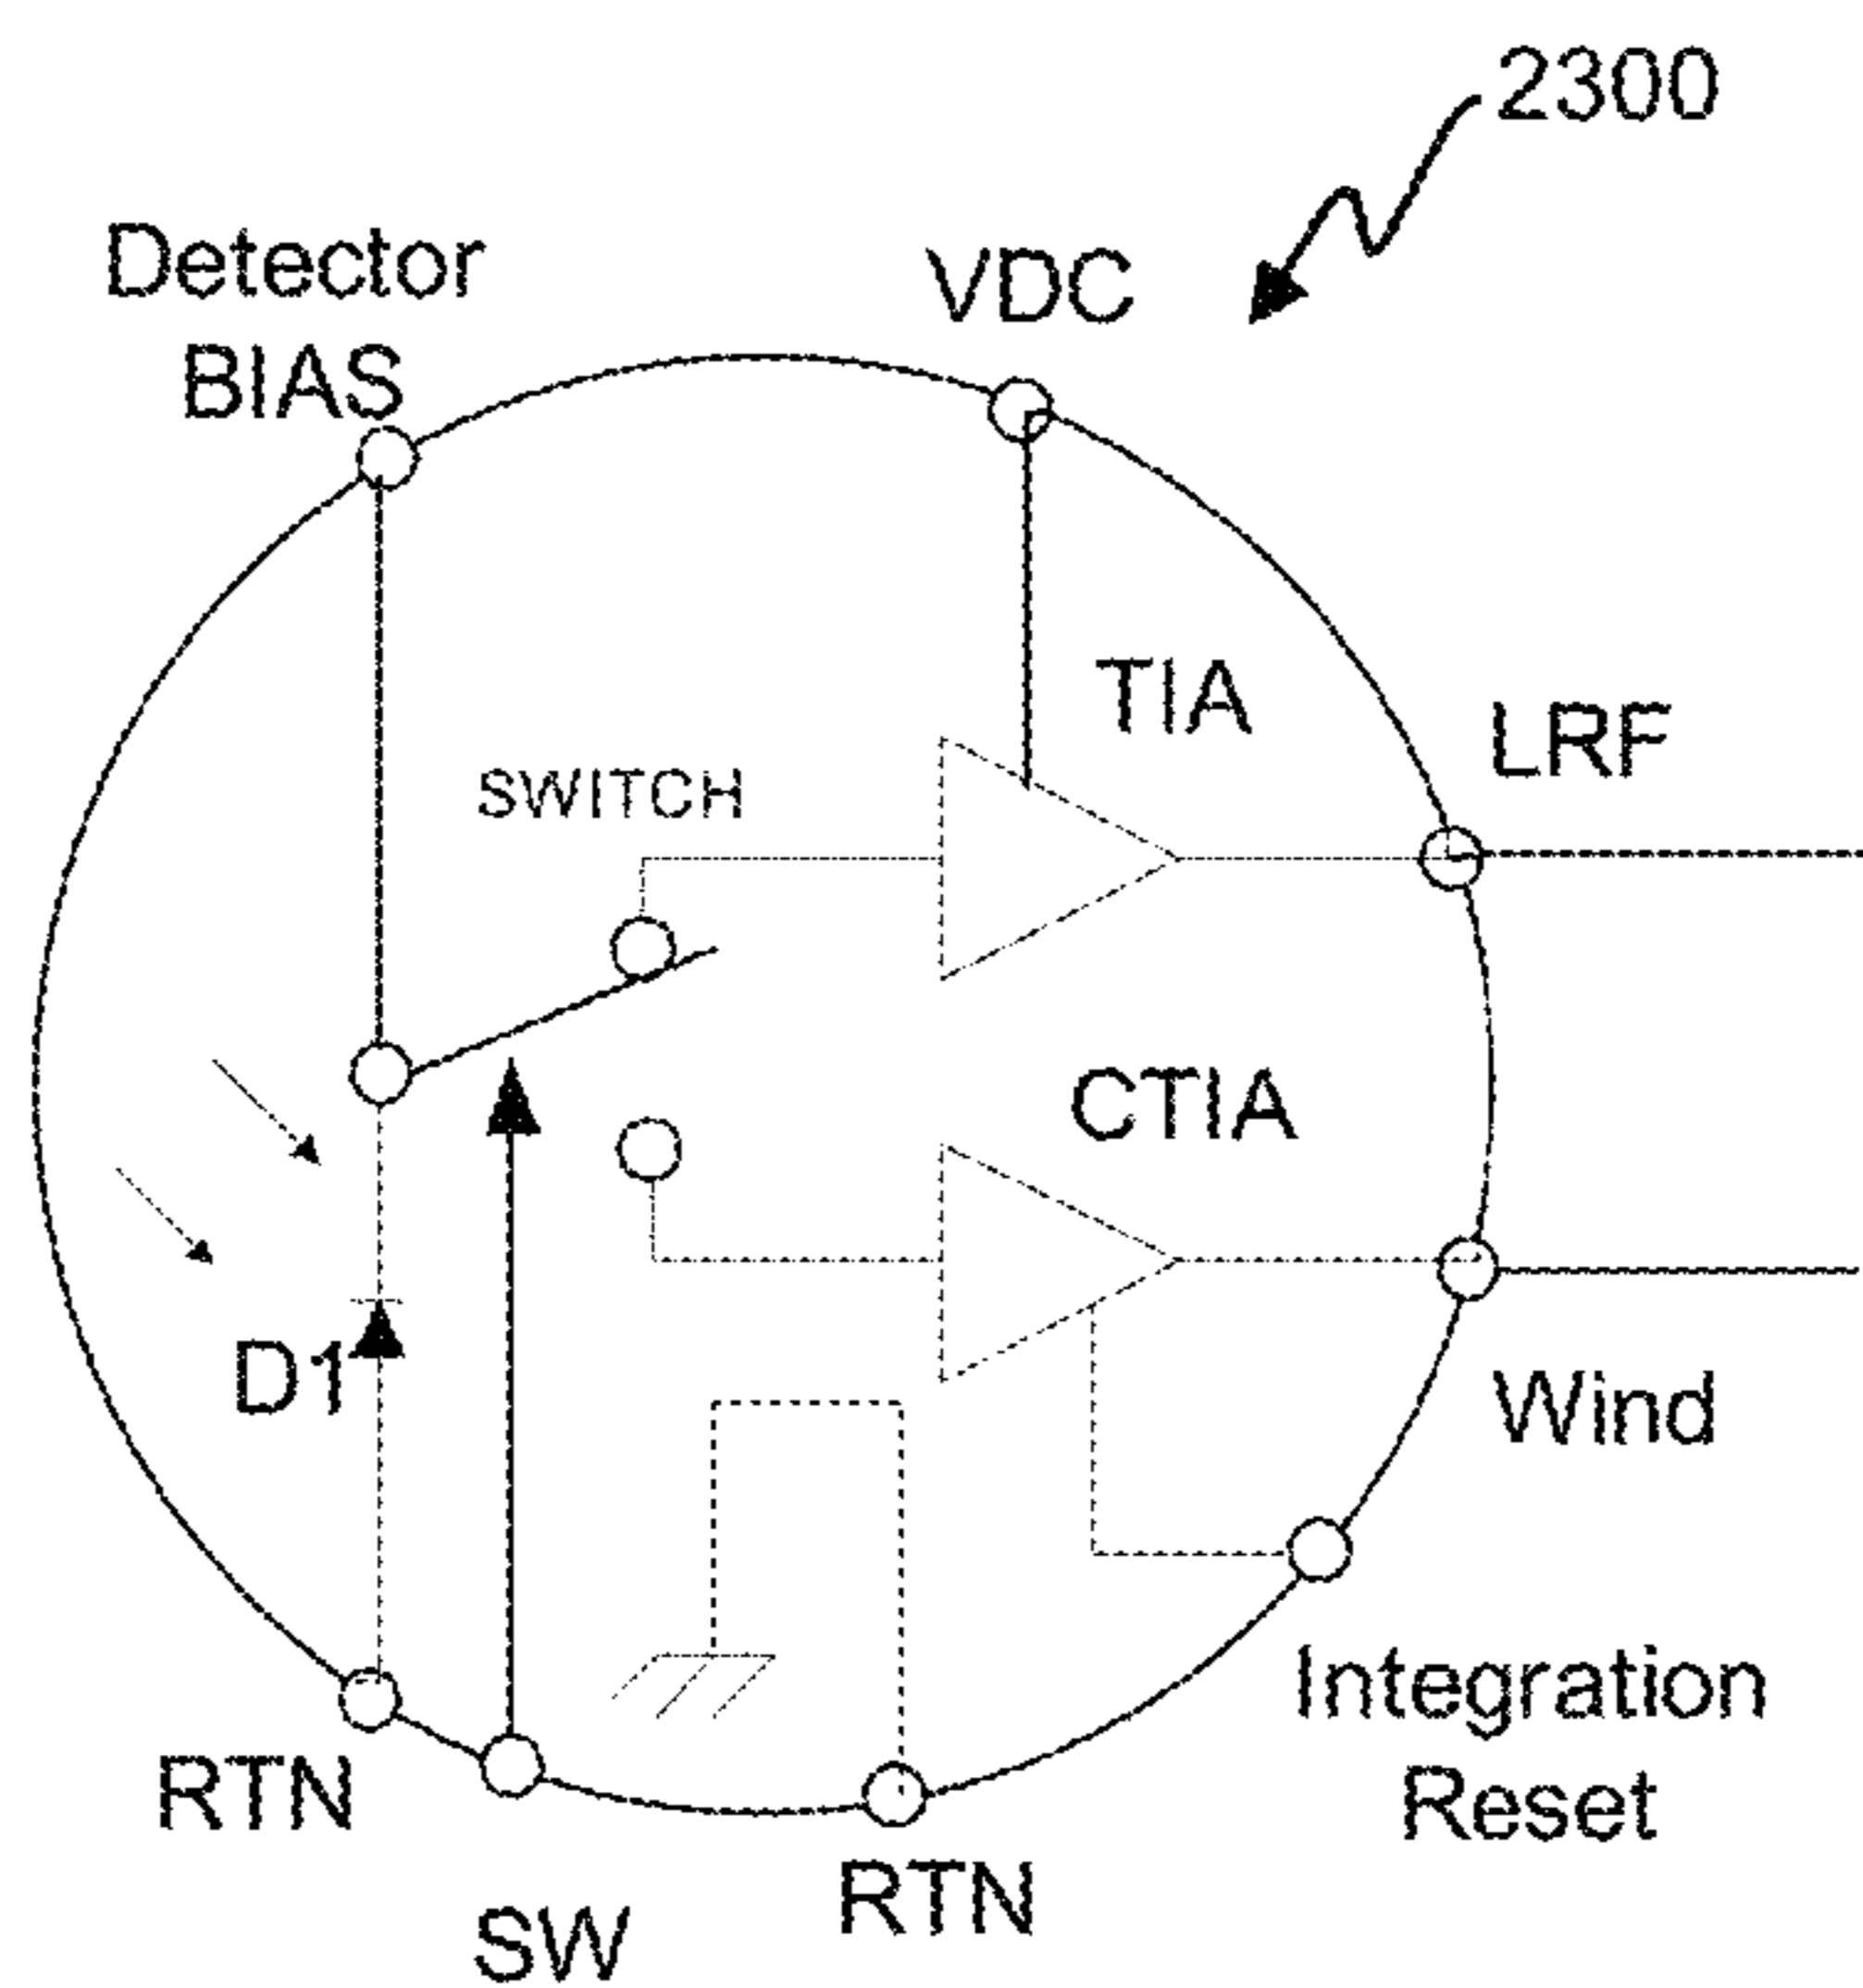 2300
Detector
BIAS
VDC
TIA
LRF
SWITCH
CTIA
D1
Wind
Integration
Reset
RTN
SW
RTN